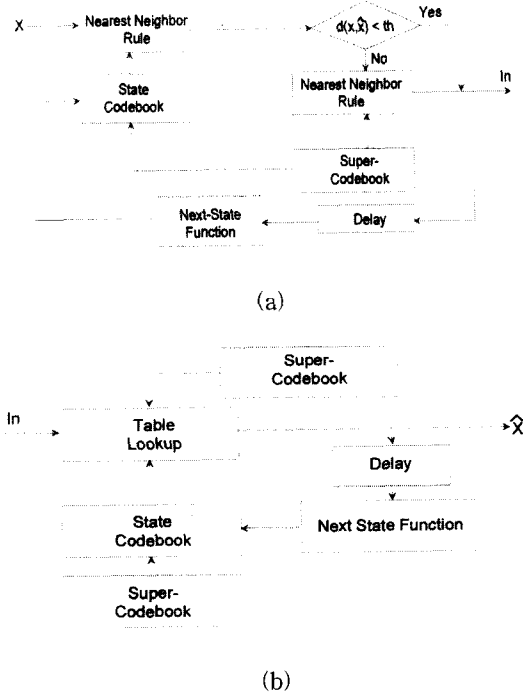 X
Nearest Neighbor
Rule
d(x,x̂) < th
Yes
No
State
Codebook
Nearest Neighbor
Rule
In
Super-
Codebook
Next-State
Function
Delay
(a)
Super-
Codebook
In
Table
Lookup
X̂
Delay
State
Codebook
Next State Function
Super-
Codebook
(b)